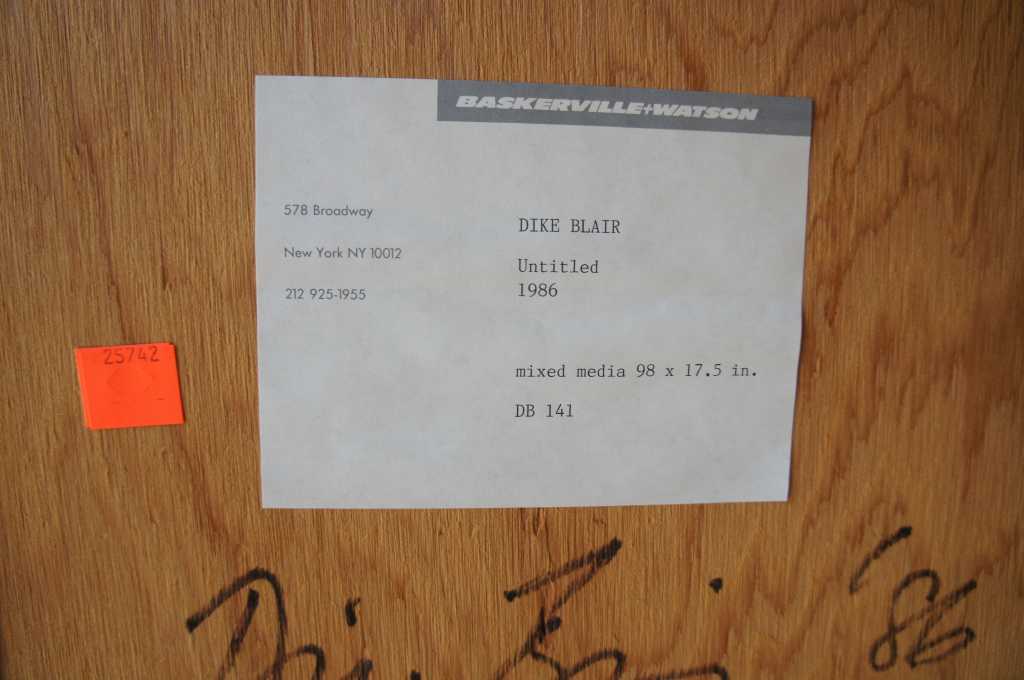 BASKERVILLE+WATSON
578 Broadway
New York NY 10012
212 925-1955
DIKE BLAIR
Untitled
1986
mixed media 98 x 17.5 in.
DB 141
25742
'86